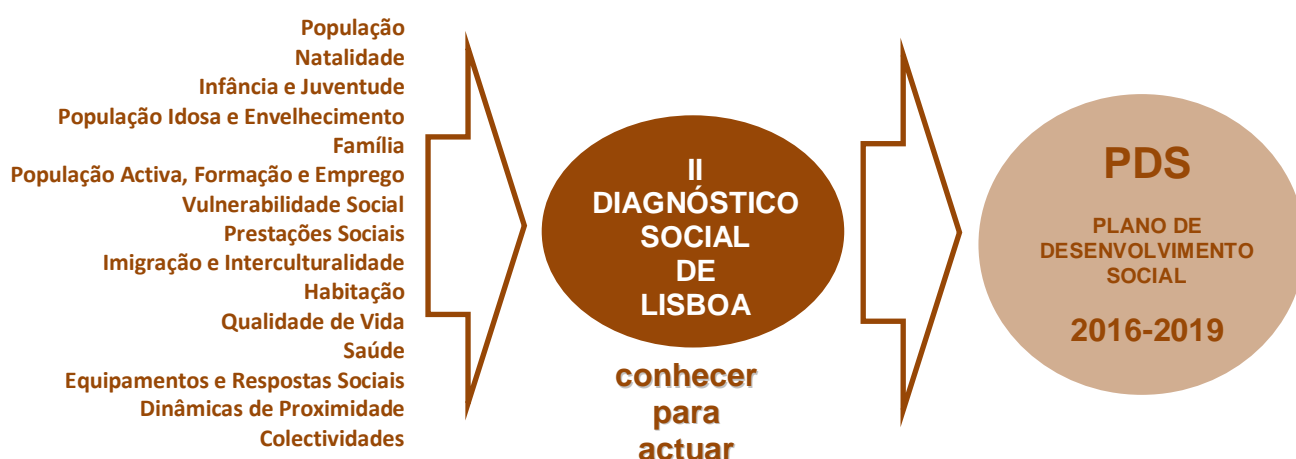 População
Natalidade
Infância e Juventude
População Idosa e Envelhecimento
Família
População Activa, Formação e Emprego
Vulnerabilidade Social
Prestações Sociais
Imigração e Interculturalidade
Habitação
Qualidade de Vida
Saúde
Equipamentos e Respostas Sociais
Dinâmicas de Proximidade
Colectividades
II
DIAGNÓSTICO
SOCIAL
DE
LISBOA
conhecer
para
actuar
PDS
PLANO DE
DESENVOLVIMENTO
SOCIAL
2016-2019